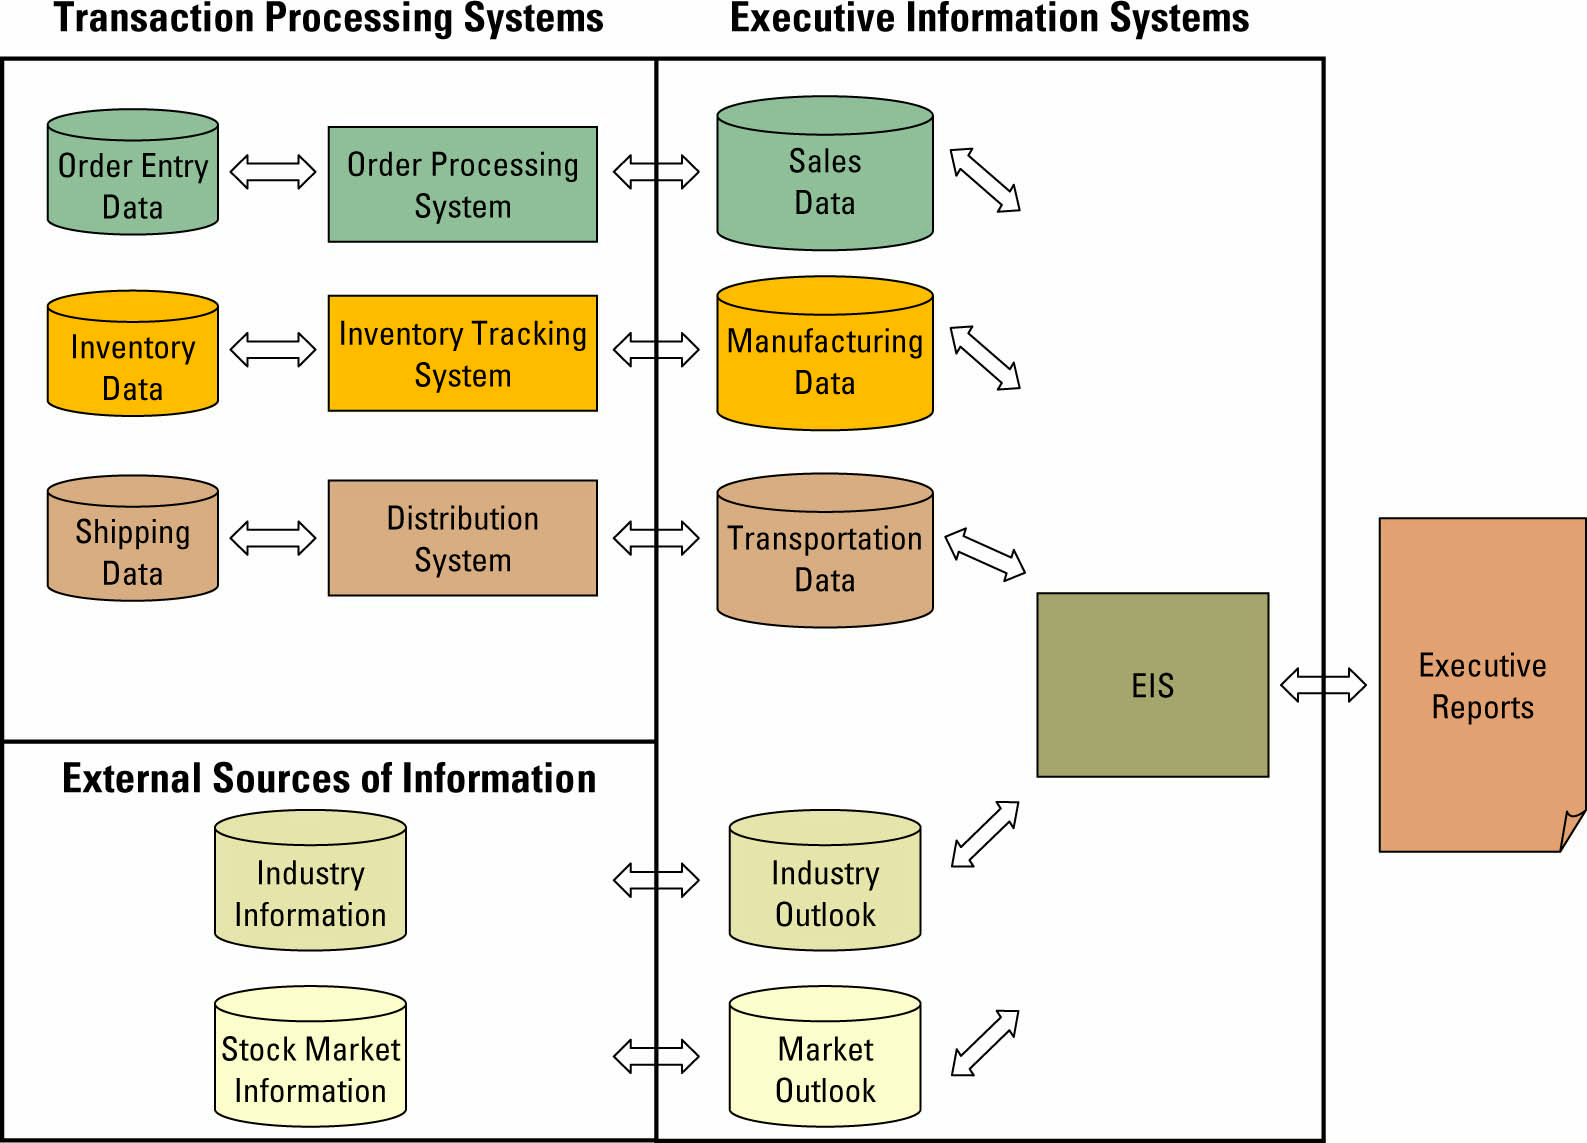 Transaction Processing Systems
Executive Information Systems
Order Entry
Data
Order Processing
System
Sales
Data
Inventory
Data
Inventory Tracking
System
Manufacturing
Data
Shipping
Data
Distribution
System
Transportation
Data
EIS
Executive
Reports
External Sources of Information
Industry
Information
Industry
Outlook
Stock Market
Information
Market
Outlook